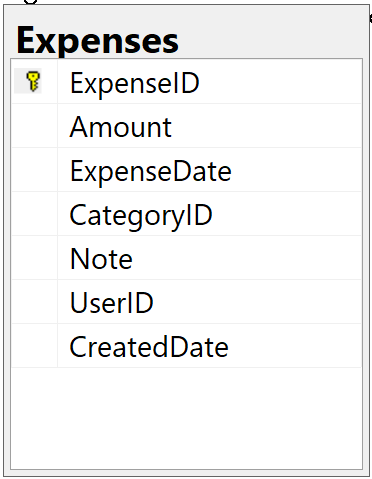 Expenses
ExpenseID
Amount
ExpenseDate
CategoryID
Note
UserID
CreatedDate